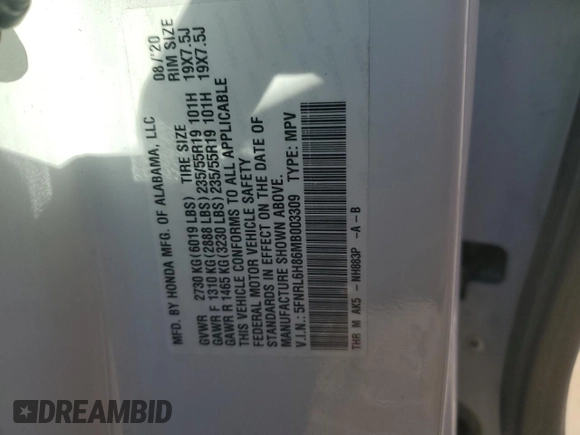 MFD. BY HONDA MFG. OF ALABAMA, LLC 08/'20
GVWR 2730 KG(6019 LBS) TIRE SIZE RIM SIZE
GAWR F 1310 KG(2888 LBS) 235/55R19 101H 19X7.5J
GAWR R 1465 KG(3230 LBS) 235/55R19 101H 19X7.5J
THIS VEHICLE CONFORMS TO ALL APPLICABLE
FEDERAL MOTOR VEHICLE SAFETY
STANDARDS IN EFFECT ON THE DATE OF
MANUFACTURE SHOWN ABOVE.
V.I.N.: 5FNRL6H86MB003309 TYPE: MPV
THR M AK5 - NH883P -A-B
DREAMBID